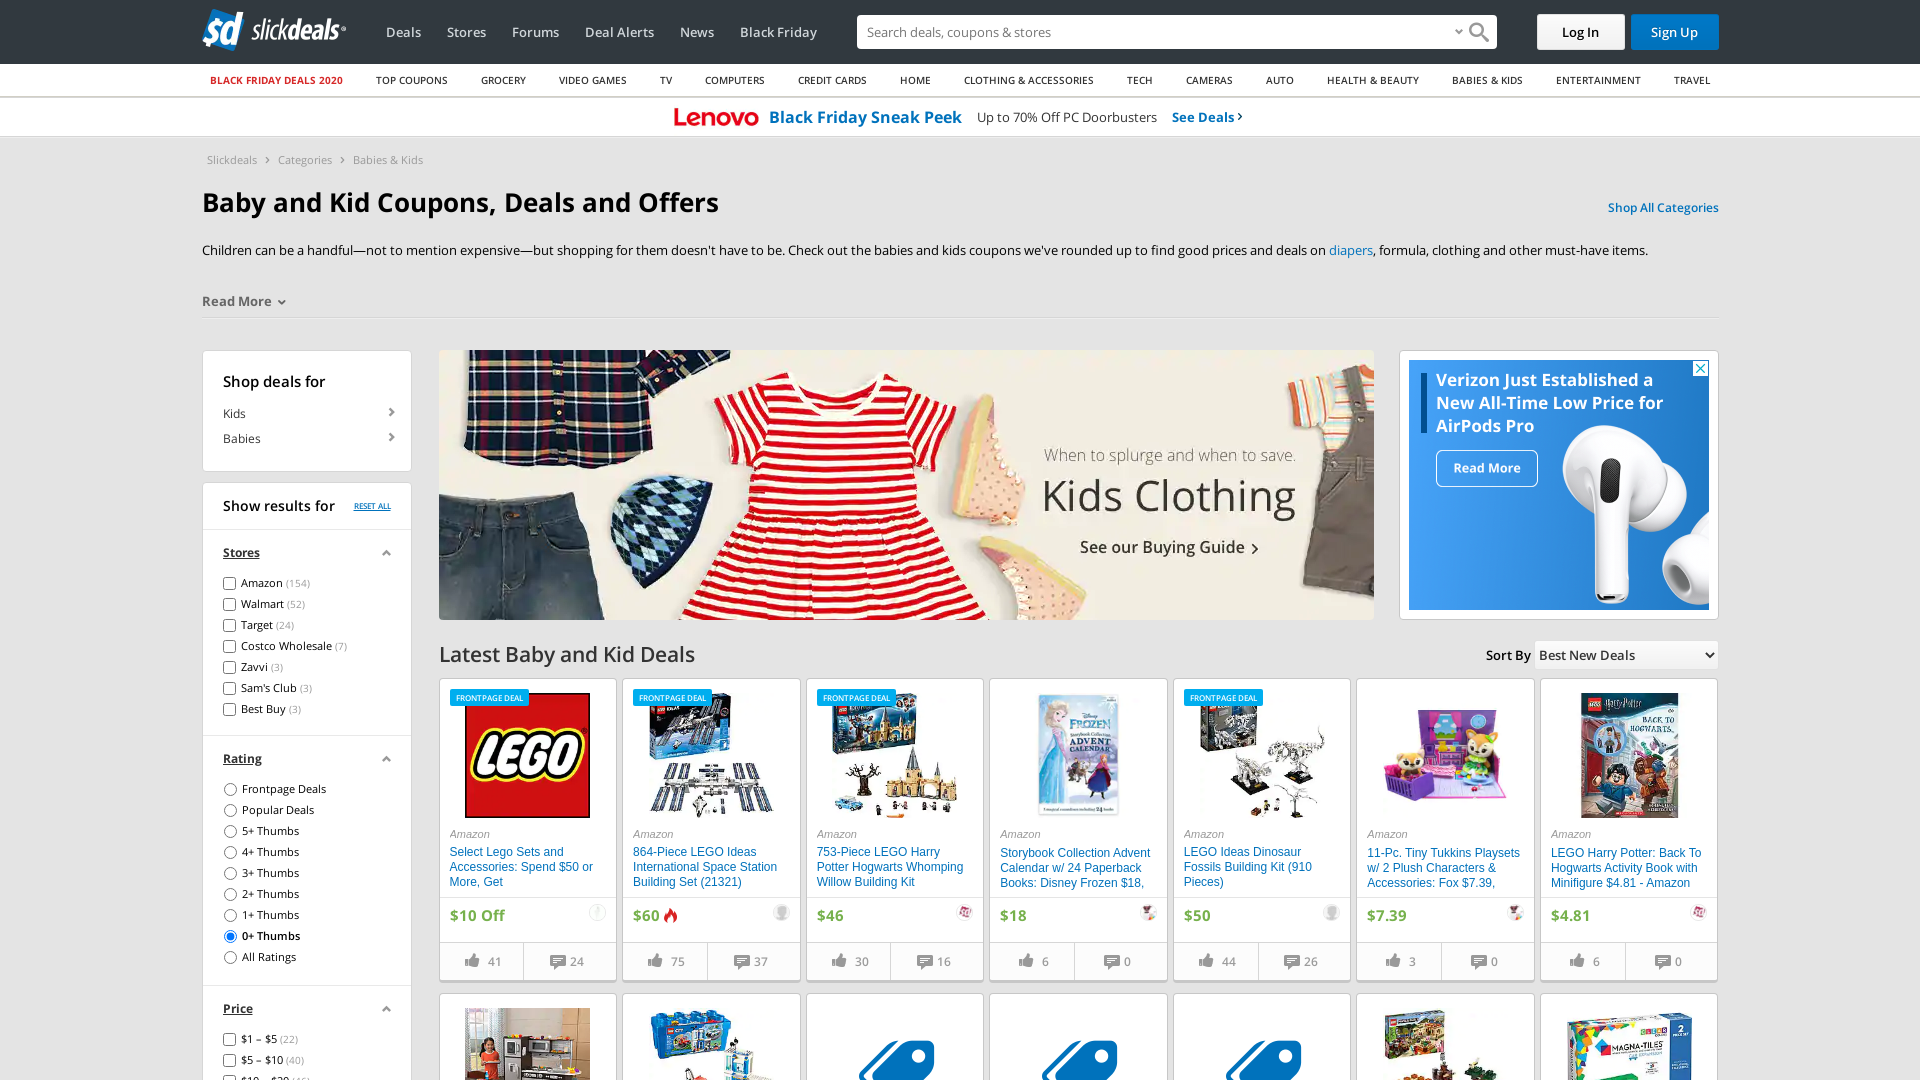 slickdeals
Deals
Stores
Forums
Deal Alerts
News
Black Friday
Search deals, coupons & stores
Log In
Sign Up
BLACK FRIDAY DEALS 2020
TOP COUPONS
GROCERY
VIDEO GAMES
TV
COMPUTERS
CREDIT CARDS
HOME
CLOTHING & ACCESSORIES
TECH
CAMERAS
AUTO
HEALTH & BEAUTY
BABIES & KIDS
ENTERTAINMENT
TRAVEL
Lenovo Black Friday Sneak Peek Up to 70% Off PC Doorbusters See Deals
Slickdeals > Categories > Babies & Kids
Baby and Kid Coupons, Deals and Offers
Shop All Categories
Children can be a handful—not to mention expensive—but shopping for them doesn't have to be. Check out the babies and kids coupons we've rounded up to find good prices and deals on diapers, formula, clothing and other must-have items.
Read More
Shop deals for
Kids
Babies
Show results for RESET ALL
Stores
Amazon (154)
Walmart (52)
Target (24)
Costco Wholesale (7)
Zavvi (3)
Sam's Club (3)
Best Buy (3)
Rating
Frontpage Deals
Popular Deals
5+ Thumbs
4+ Thumbs
3+ Thumbs
2+ Thumbs
1+ Thumbs
0+ Thumbs
All Ratings
Price
$1 – $5 (22)
$5 – $10 (40)
When to splurge and when to save.
Kids Clothing
See our Buying Guide
Verizon Just Established a
New All-Time Low Price for
AirPods Pro
Read More
Latest Baby and Kid Deals
Sort By Best New Deals
FRONTPAGE DEAL
LEGO
Amazon
Select Lego Sets and
Accessories: Spend $50 or
More, Get
$10 Off
41
24
FRONTPAGE DEAL
Amazon
864-Piece LEGO Ideas
International Space Station
Building Set (21321)
$60
75
37
FRONTPAGE DEAL
Amazon
753-Piece LEGO Harry
Potter Hogwarts Whomping
Willow Building Kit
$46
30
16
Disney
FROZEN
Storybook Collection
ADVENT
CALENDAR
Amazon
Storybook Collection Advent
Calendar w/ 24 Paperback
Books: Disney Frozen $18,
$18
6
0
FRONTPAGE DEAL
Amazon
LEGO Ideas Dinosaur
Fossils Building Kit (910
Pieces)
$50
44
26
Amazon
11-Pc. Tiny Tukkins Playsets
w/ 2 Plush Characters &
Accessories: Fox $7.39,
$7.39
3
0
LEGO Harry Potter
BACK TO
HOGWARTS
Amazon
LEGO Harry Potter: Back To
Hogwarts Activity Book with
Minifigure $4.81 - Amazon
$4.81
6
0
MAGNA-TILES